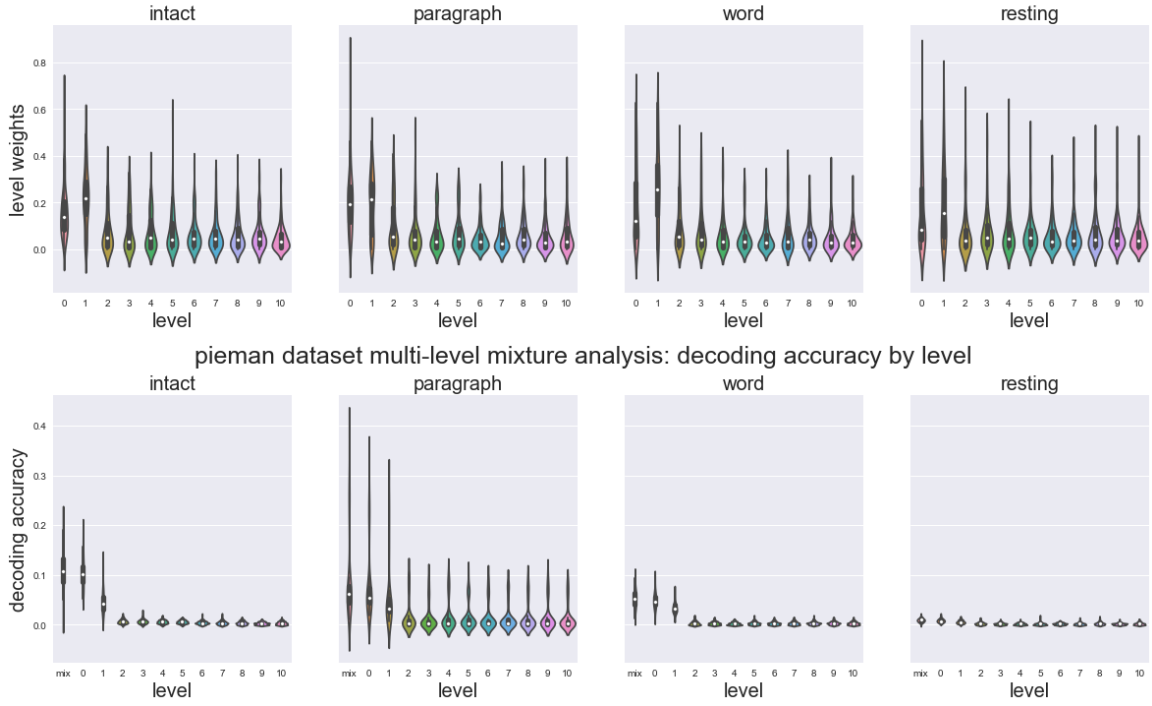 intact paragraph word resting
level weights
0.8
0.6
0.4
0.2
0.0
0 1 2 3 4 5 6 7 8 9 10 0 1 2 3 4 5 6 7 8 9 10 0 1 2 3 4 5 6 7 8 9 10 0 1 2 3 4 5 6 7 8 9 10
level level level level
pieman dataset multi-level mixture analysis: decoding accuracy by level
intact paragraph word resting
decoding accuracy
0.4
0.3
0.2
0.1
0.0
mix 0 1 2 3 4 5 6 7 8 9 10 mix 0 1 2 3 4 5 6 7 8 9 10 mix 0 1 2 3 4 5 6 7 8 9 10 mix 0 1 2 3 4 5 6 7 8 9 10
level level level level